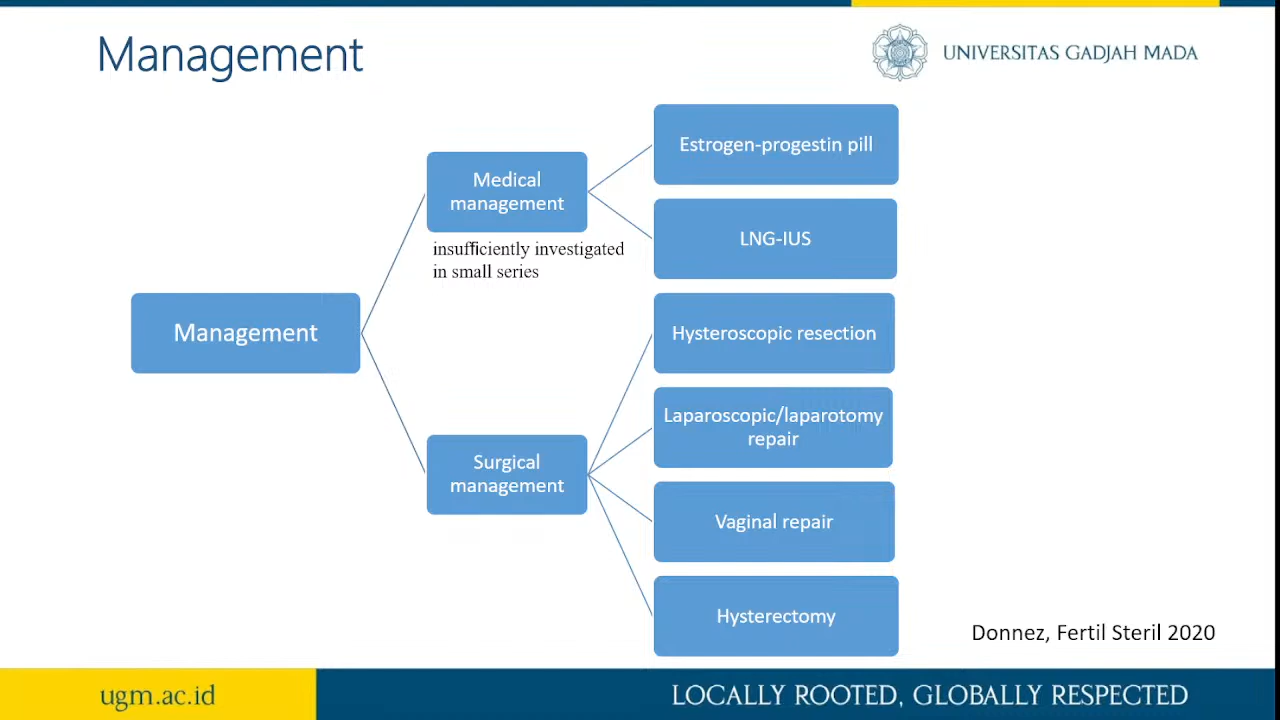 Management
UNIVERSITAS GADJAH MADA
Management
Medical
management
insufficiently investigated
in small series
Estrogen-progestin pill
LNG-IUS
Surgical
management
Hysteroscopic resection
Laparoscopic/laparotomy
repair
Vaginal repair
Hysterectomy
Donnez, Fertil Steril 2020
ugm.ac.id
LOCALLY ROOTED, GLOBALLY RESPECTED